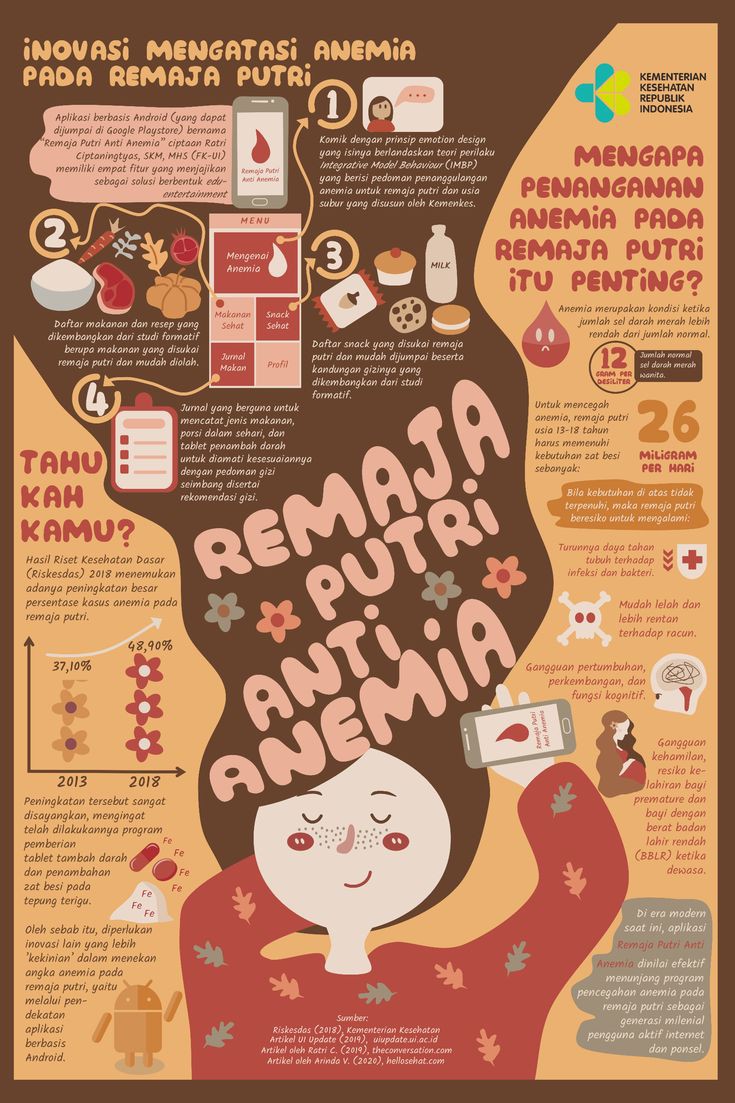 iNOVASi MENGATASi ANEMiA
PADA REMAJA PUTRi
Aplikasi berbasis Android (yang dapat
dijumpai di Google Playstore) bernama
"Remaja Putri Anti Anemia" ciptaan Ratri
Ciptaningtyas, SKM, MHS (FK-UI)
memiliki empat fitur yang menjajikan
sebagai solusi berbentuk edu-
entertainment
Remaja Putri
Anti Anemia
1
Komik dengan prinsip emotion design
yang isinya berlandaskan teori perilaku
Integrative Model Behaviour (IMBP)
yang berisi pedoman penanggulangan
anemia untuk remaja putri dan usia
subur yang disusun oleh Kemenkes.
MENU
Mengenai
Anemia
Makanan
Sehat
Snack
Sehat
Jurnal
Makan
Profil
2
Daftar makanan dan resep yang
dikembangkan dari studi formatif
berupa makanan yang disukai
remaja putri dan mudah diolah.
3
MILK
Daftar snack yang disukai remaja
putri dan mudah dijumpai beserta
kandungan gizinya yang
dikembangkan dari studi
formatif.
4
Jurnal yang berguna untuk
mencatat jenis makanan,
porsi dalam sehari, dan
tablet penambah darah
untuk diamati kesesuaiannya
dengan pedoman gizi
seimbang disertai
rekomendasi gizi.
KEMENTERIAN
KESEHATAN
REPUBLIK
INDONESIA
MENGAPA
PENANGANAN
ANEMiA PADA
REMAJA PUTRi
iTU PENTiNG?
Anemia merupakan kondisi ketika
jumlah sel darah merah lebih
rendah dari jumlah normal.
12
GRAM PER
DESiLiTER
Jumlah normal
sel darah merah
wanita.
Untuk mencegah
anemia, remaja putri
usia 13-18 tahun
harus memenuhi
kebutuhan zat besi
sebanyak:
26
MiLiGRAM
PER HARi
Bila kebutuhan di atas tidak
terpenuhi, maka remaja putri
beresiko untuk mengalami:
Turunnya daya tahan
tubuh terhadap
infeksi dan bakteri.
Mudah lelah dan
lebih rentan
terhadap racun.
Gangguan pertumbuhan,
perkembangan, dan
fungsi kognitif.
Gangguan
kehamilan,
resiko ke-
lahiran bayi
premature dan
bayi dengan
berat badan
lahir rendah
(BBLR) ketika
dewasa.
Di era modern
saat ini, aplikasi
Remaja Putri Anti
Anemia dinilai efektif
menunjang program
pencegahan anemia pada
remaja putri sebagai
generasi milenial
pengguna aktif internet
dan ponsel.
REMAJA
PUTRi
ANTi
ANEMiA
Remaja Putri
Anti Anemia
TAHU
KAH
KAMU?
Hasil Riset Kesehatan Dasar
(Riskesdas) 2018 menemukan
adanya peningkatan besar
persentase kasus anemia pada
remaja putri.
37,10%
48,90%
2013
2018
Peningkatan tersebut sangat
disayangkan, mengingat
telah dilakukannya program
pemberian
tablet tambah darah
dan penambahan
zat besi pada
tepung terigu.
Fe
Fe
Fe
Fe
Fe
Fe
Oleh sebab itu, diperlukan
inovasi lain yang lebih
'kekinian' dalam menekan
angka anemia pada
remaja putri, yaitu
melalui pen-
dekatan
aplikasi
berbasis
Android.
Sumber:
Riskesdas (2018), Kementerian Kesehatan
Artikel UI Update (2019), uiupdate.ui.ac.id
Artikel oleh Ratri C. (2019), theconversation.com
Artikel oleh Arinda V. (2020), hellosehat.com